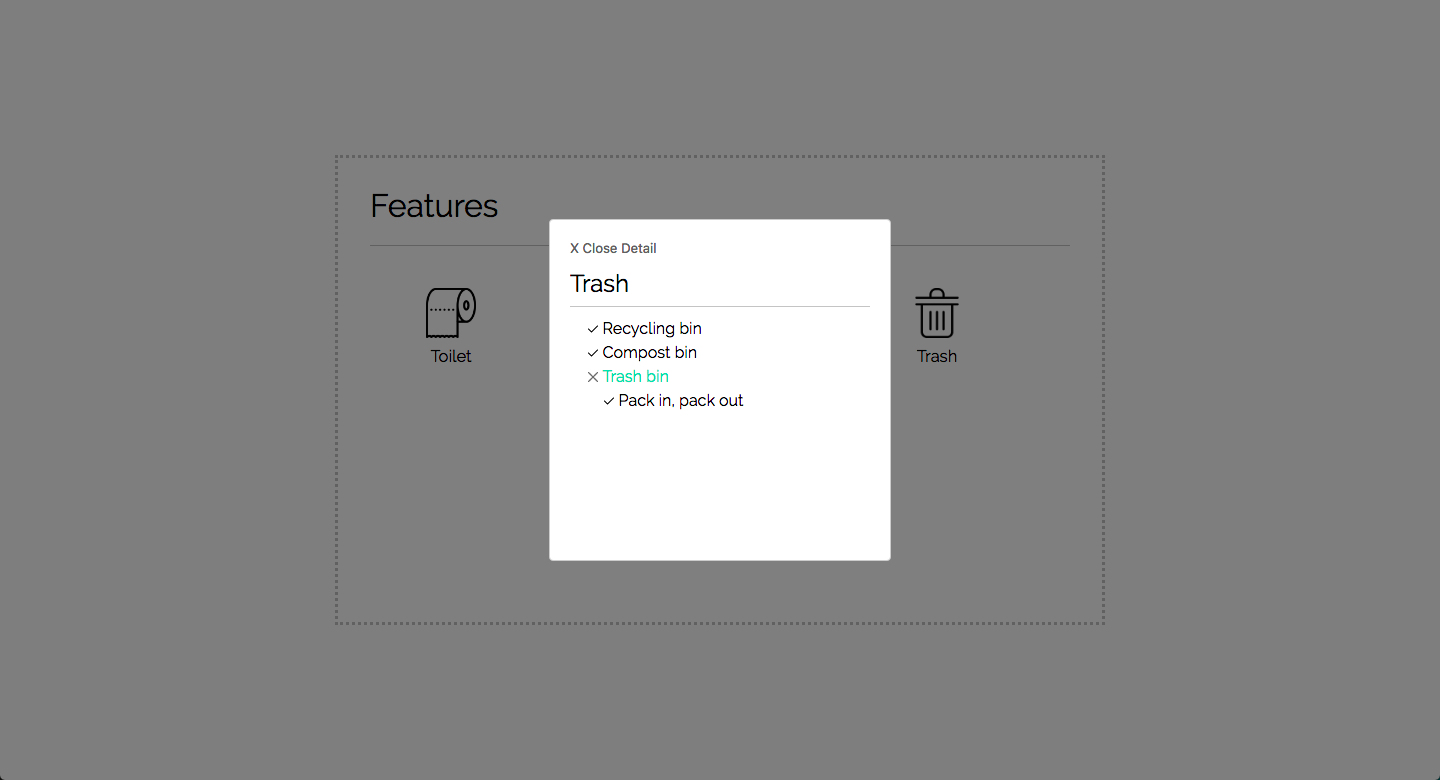 Features
X Close Detail
Trash
Recycling bin
Compost bin
Trash bin
Pack in, pack out
Toilet
Trash